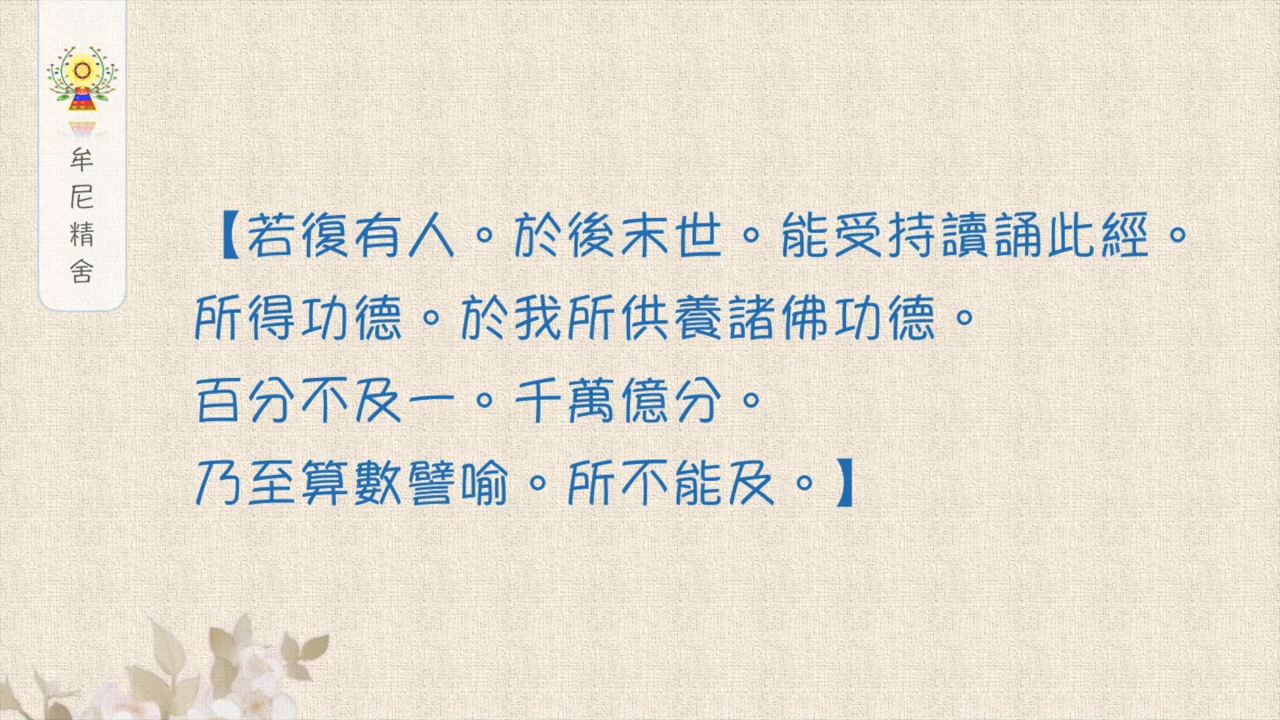 牟尼精舍
【若復有人。於後末世。能受持讀誦此經。
所得功德。於我所供養諸佛功德。
百分不及一。千萬億分。
乃至算數譬喻。所不能及。】